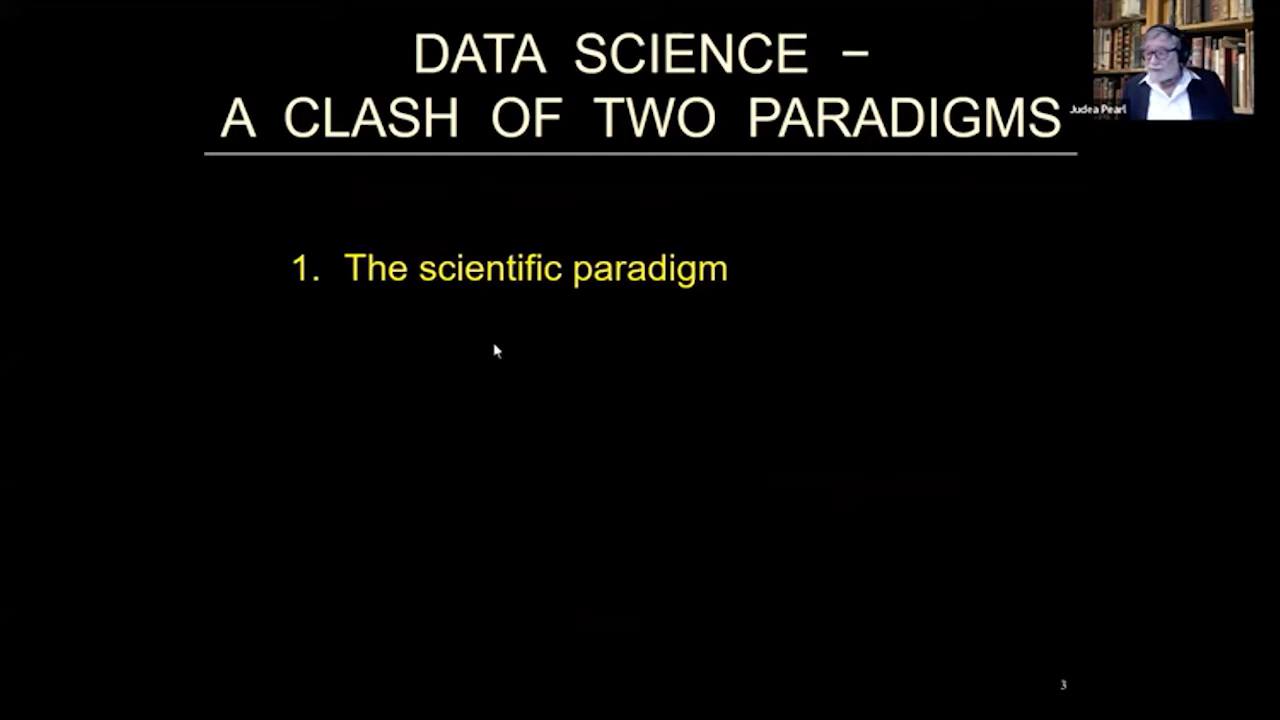 DATA SCIENCE –
A CLASH OF TWO PARADIGMS
Judea Pearl
1. The scientific paradigm
3